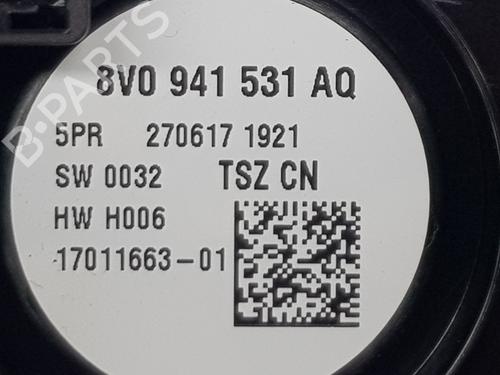 B-PARTS
8V0 941 531 AQ
5PR 270617 1921
SW 0032 TSZ CN
HW H006
17011663-01